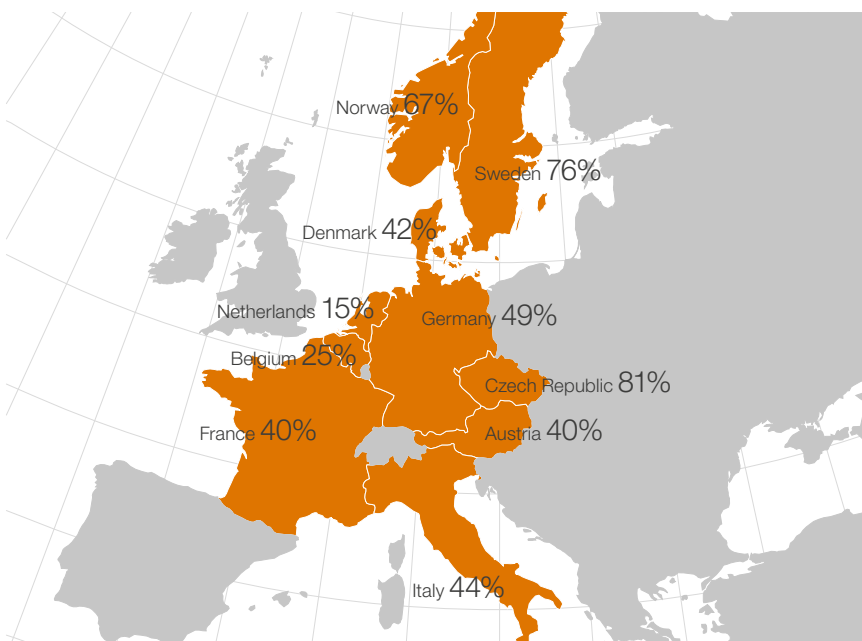 Norway 67%
Sweden 76%
Denmark 42%
Netherlands 15%
Germany 49%
Belgium 25%
Czech Republic 81%
France 40%
Austria 40%
Italy 44%